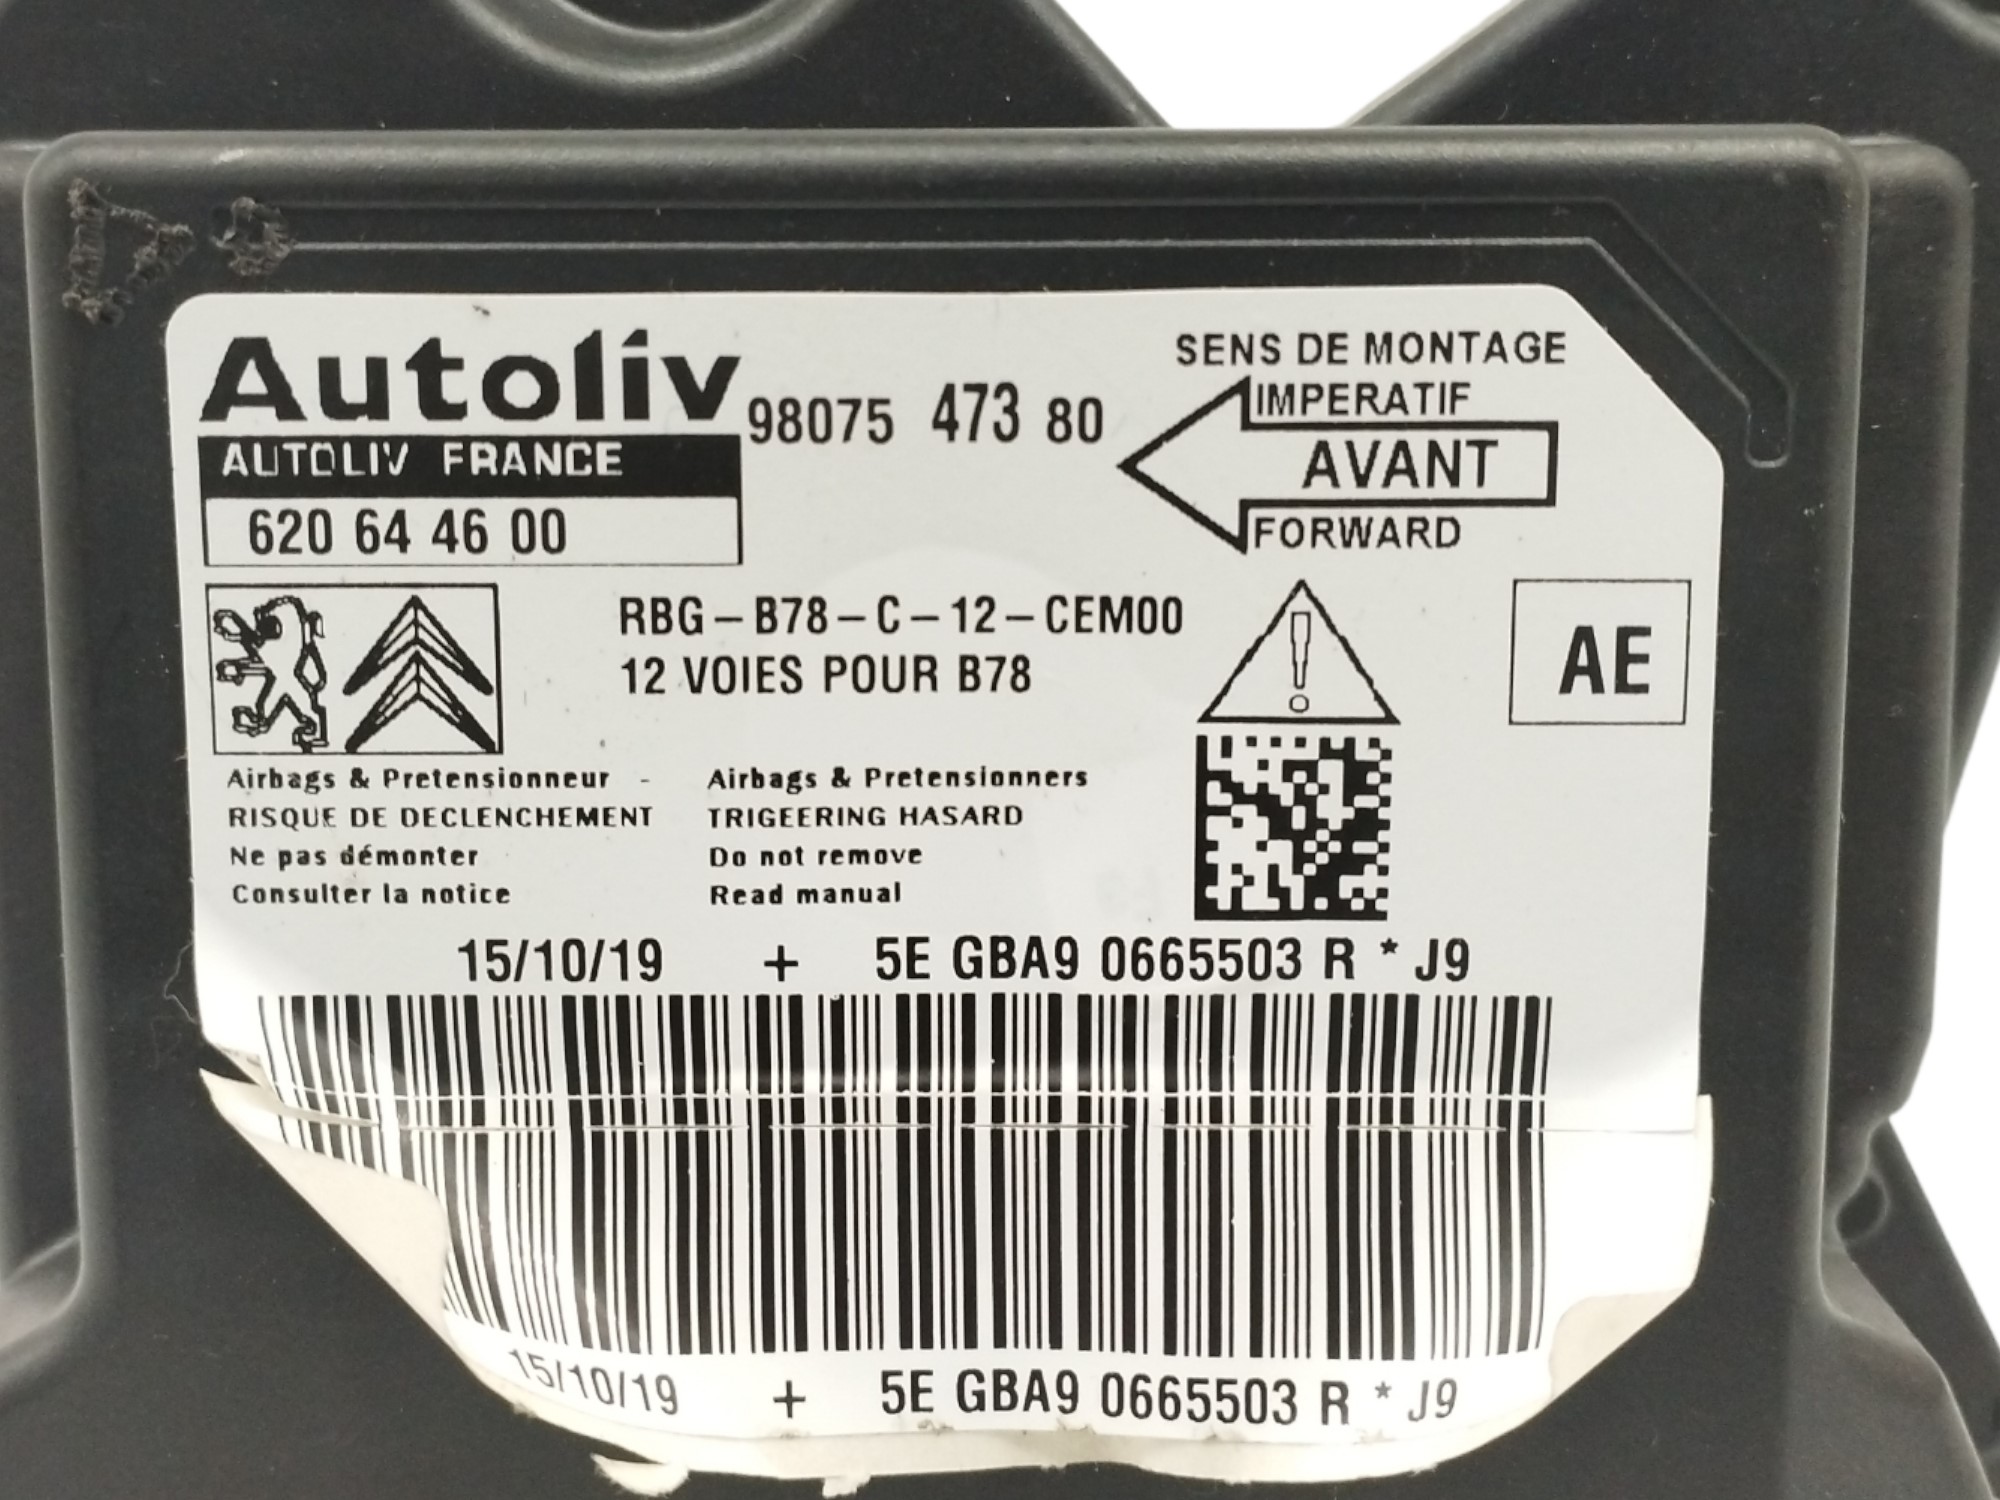 Autoliv
AUTOLIV FRANCE
620 64 46 00
98075 473 80
SENS DE MONTAGE
IMPERATIF
AVANT
FORWARD
RBG-B78-C-12-CEM00
12 VOIES POUR B78
AE
Airbags & Pretensionneur -
RISQUE DE DECLENCHEMENT
Ne pas démonter
Consulter la notice
Airbags & Pretensionners
TRIGEERING HASARD
Do not remove
Read manual
15/10/19 + 5E GBA9 0665503 R * J9
15/10/19 + 5E GBA9 0665503 R * J9